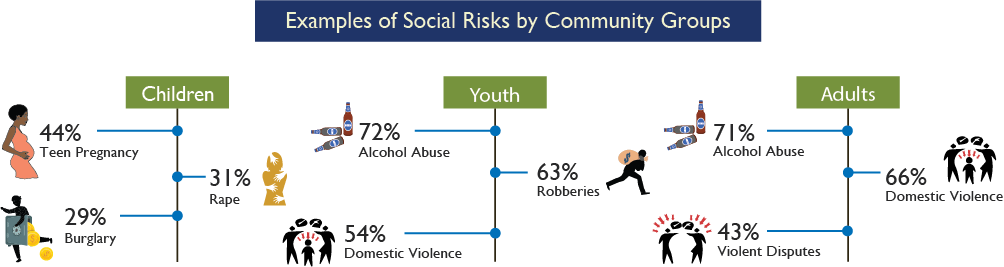 Examples of Social Risks by Community Groups
Children
44%
Teen Pregnancy
31%
Rape
29%
Burglary
Youth
72%
Alcohol Abuse
63%
Robberies
54%
Domestic Violence
Adults
71%
Alcohol Abuse
66%
Domestic Violence
43%
Violent Disputes